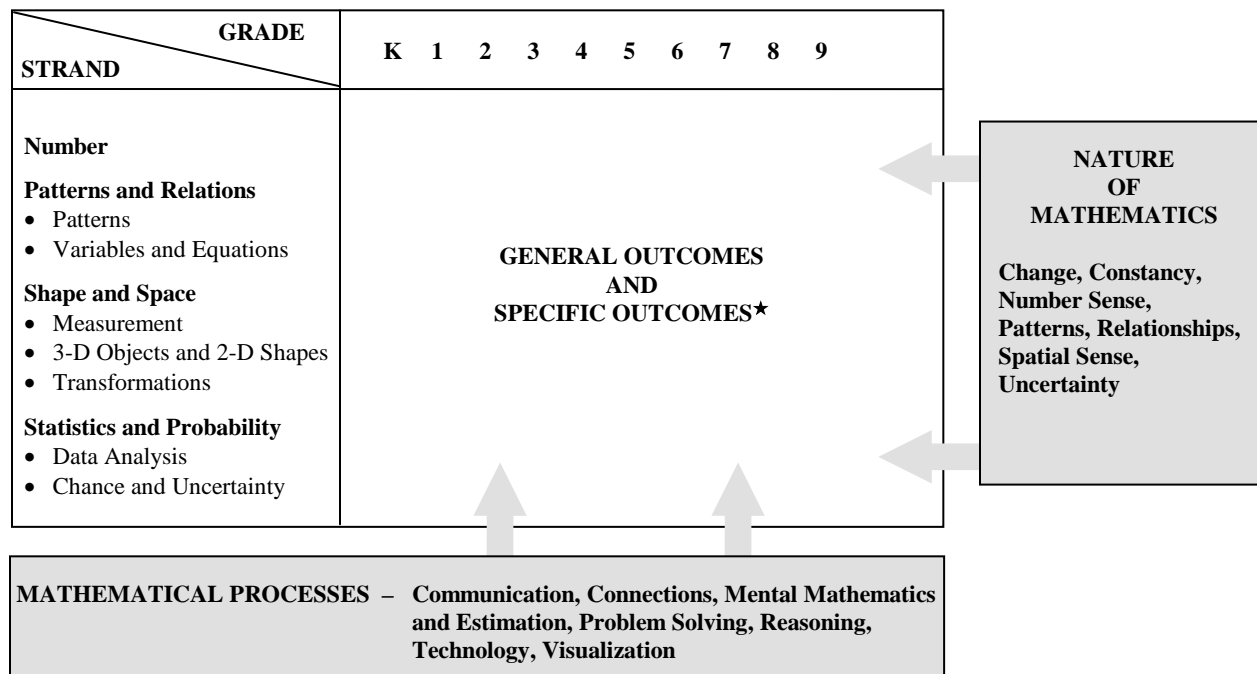 GRADE
STRAND
K 1 2 3 4 5 6 7 8 9
Number
Patterns and Relations
• Patterns
• Variables and Equations
Shape and Space
• Measurement
• 3-D Objects and 2-D Shapes
• Transformations
Statistics and Probability
• Data Analysis
• Chance and Uncertainty
GENERAL OUTCOMES
AND
SPECIFIC OUTCOMES★
NATURE
OF
MATHEMATICS
Change, Constancy,
Number Sense,
Patterns, Relationships,
Spatial Sense,
Uncertainty
MATHEMATICAL PROCESSES – Communication, Connections, Mental Mathematics
and Estimation, Problem Solving, Reasoning,
Technology, Visualization